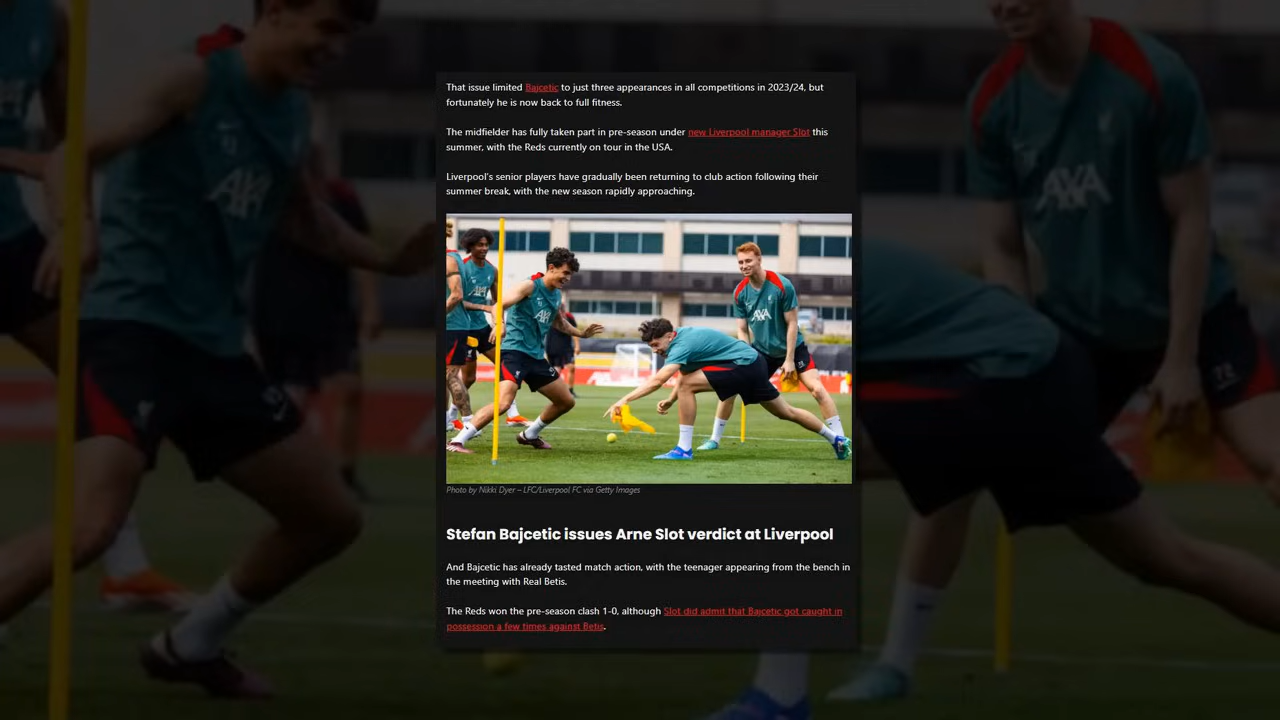 That issue limited Bajcetic to just three appearances in all competitions in 2023/24, but
fortunately he is now back to full fitness.
The midfielder has fully taken part in pre-season under new Liverpool manager Slot this
summer, with the Reds currently on tour in the USA.
Liverpool's senior players have gradually been returning to club action following their
summer break, with the new season rapidly approaching.
AXA
AXA
Photo by Nikki Dyer – LFC/Liverpool FC via Getty Images
Stefan Bajcetic issues Arne Slot verdict at Liverpool
And Bajcetic has already tasted match action, with the teenager appearing from the bench in
the meeting with Real Betis.
The Reds won the pre-season clash 1-0, although Slot did admit that Bajcetic got caught in
possession a few times against Betis.